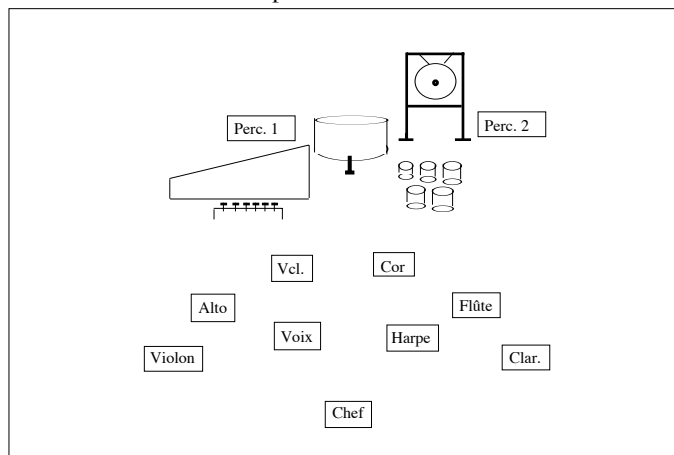 Perc. 1
Perc. 2
Vcl.
Cor
Alto
Flûte
Voix
Harpe
Violon
Clar.
Chef